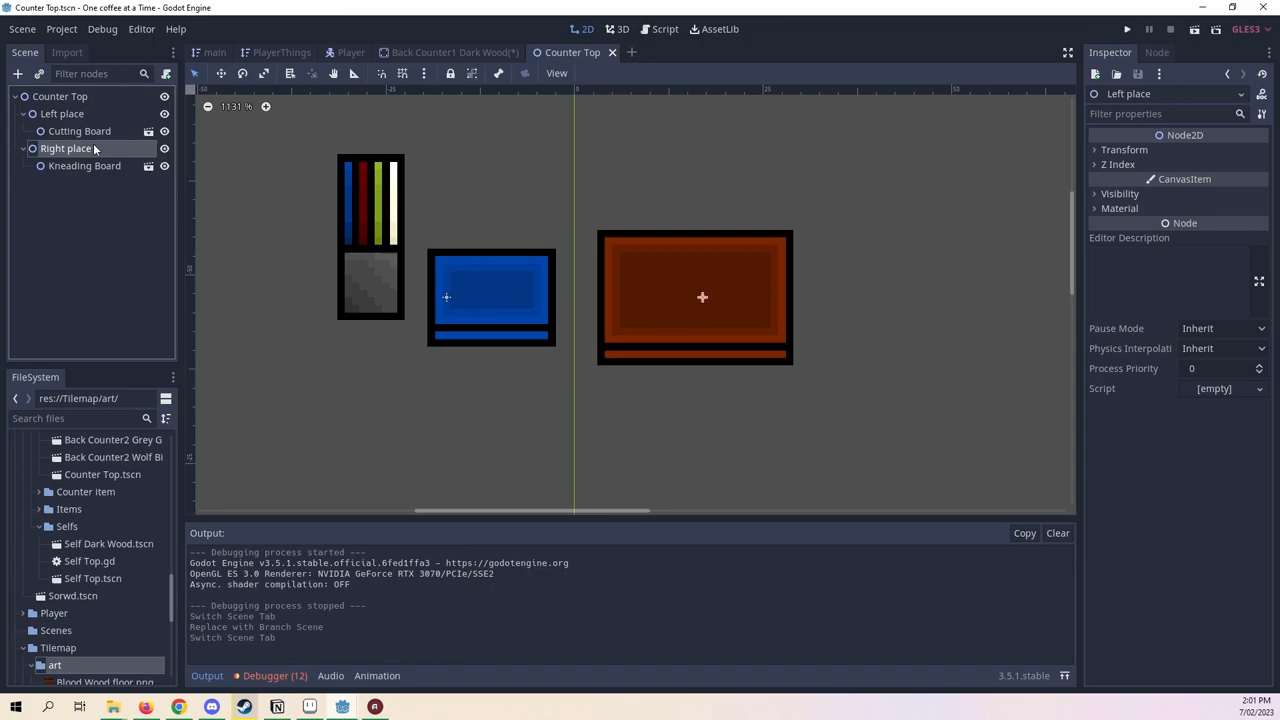 Counter Top.tscn - One coffee at a Time - Godot Engine
Scene Project Debug Editor Help
2D 3D Script AssetLib
GLES3
Scene Import
Filter nodes
Counter Top
Left place
Cutting Board
Right place
Kneading Board
main PlayerThings Player Back Counter1 Dark Wood(*) Counter Top
View
1131 %
-50 -25 0 25 50
-50
-25
Inspector Node
Left place
Filter properties
Node2D
Transform
Z Index
CanvasItem
Visibility
Material
Node
Editor Description
Pause Mode Inherit
Physics Interpolati Inherit
Process Priority 0
Script [empty]
FileSystem
res://Tilemap/art/
Search files
Back Counter2 Grey G
Back Counter2 Wolf Bi
Counter Top.tscn
Counter item
Items
Selfs
Self Dark Wood.tscn
Self Top.gd
Self Top.tscn
Sorwd.tscn
Player
Scenes
Tilemap
art
Blood Wood floor.png
Output:
Copy Clear
--- Debugging process started ---
Godot Engine v3.5.1.stable.official.6fed1ffa3 - https://godotengine.org
OpenGL ES 3.0 Renderer: NVIDIA GeForce RTX 3070/PCIe/SSE2
Async. shader compilation: OFF
--- Debugging process stopped ---
Switch Scene Tab
Replace with Branch Scene
Switch Scene Tab
Output Debugger (12) Audio Animation
3.5.1.stable
2:01 PM
7/02/2023